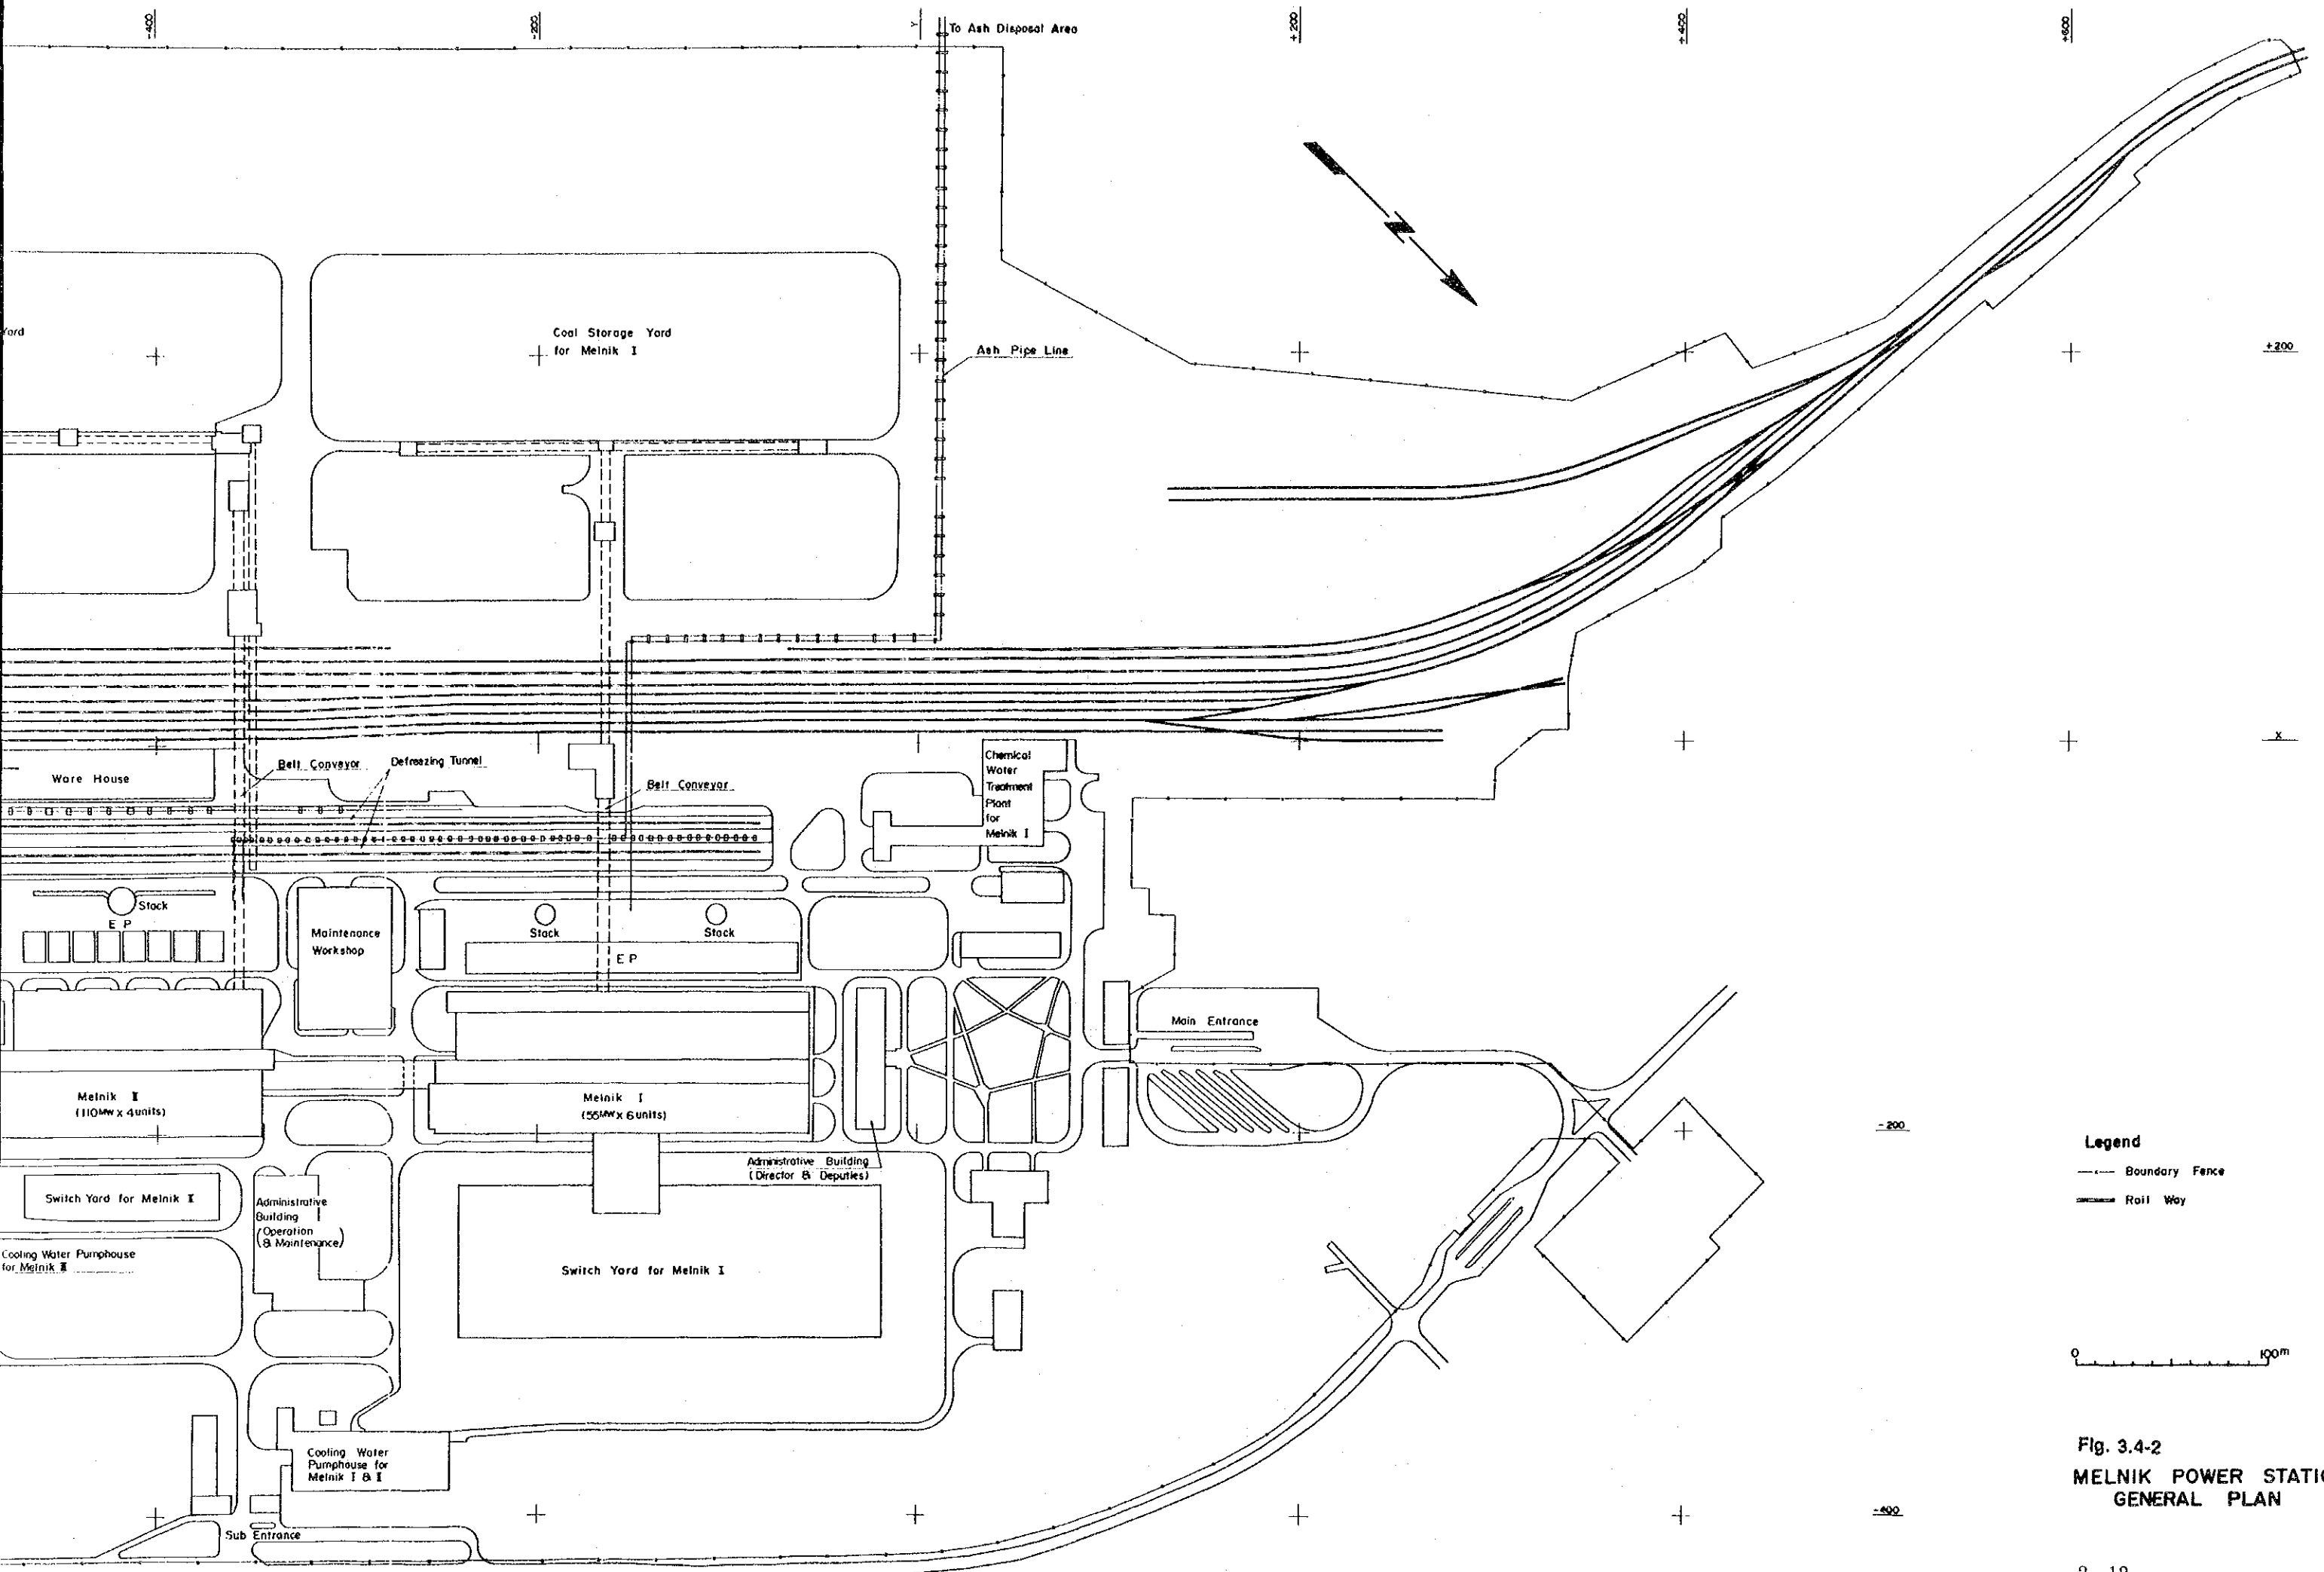 -400
-200
Y
To Ash Disposal Area
+200
+400
+600
Yard
Coal Storage Yard
for Melnik I
Ash Pipe Line
+200
Ware House
Belt Conveyor
Defreezing Tunnel
Belt Conveyor
Chemical
Water
Treatment
Plant
for
Melnik I
X
Stack
E P
Maintenance
Workshop
Stack
Stack
E P
Main Entrance
Melnik II
(110MW x 4units)
Melnik I
(55MW x 6units)
-200
Administrative Building
(Director & Deputies)
Switch Yard for Melnik II
Administrative
Building
(Operation
& Maintenance)
Cooling Water Pumphouse
for Melnik III
Switch Yard for Melnik I
Legend
Boundary Fence
Rail Way
0 100m
Cooling Water
Pumphouse for
Melnik I & II
Sub Entrance
-400
Fig. 3.4-2
MELNIK POWER STATIO
GENERAL PLAN